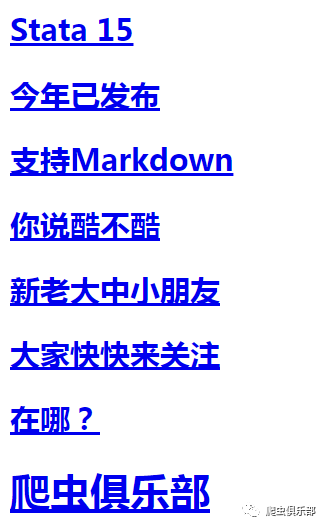 Stata 15
今年已发布
支持Markdown
你说酷不酷
新老大中小朋友
大家快快来关注
在哪？
爬虫俱乐部
爬虫俱乐部